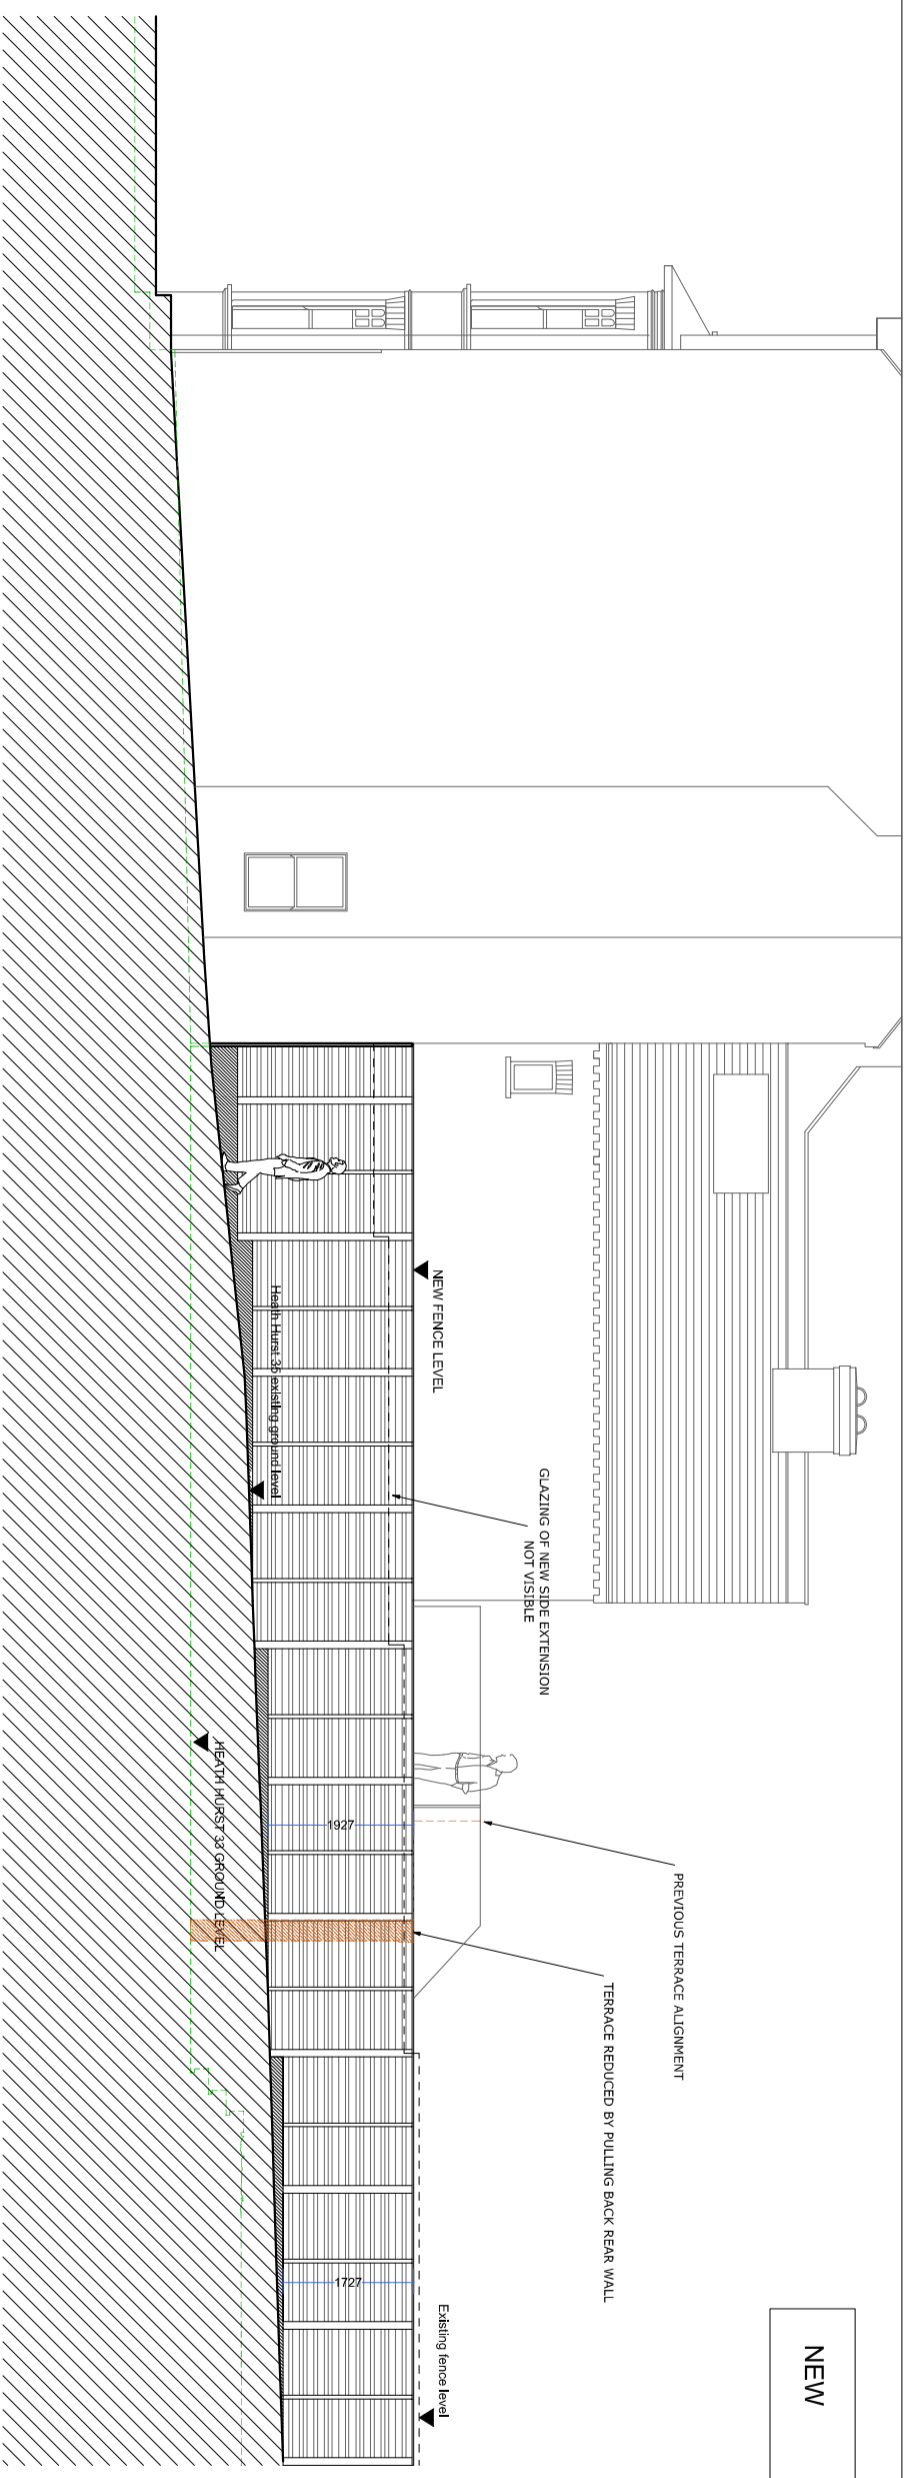 NEW
NEW FENCE LEVEL
Heath Hurst 35 existing ground level
GLAZING OF NEW SIDE EXTENSION
NOT VISIBLE
HEATH HURST 33 GROUND LEVEL
1927
PREVIOUS TERRACE ALIGNMENT
TERRACE REDUCED BY PULLING BACK REAR WALL
1727
Existing fence level